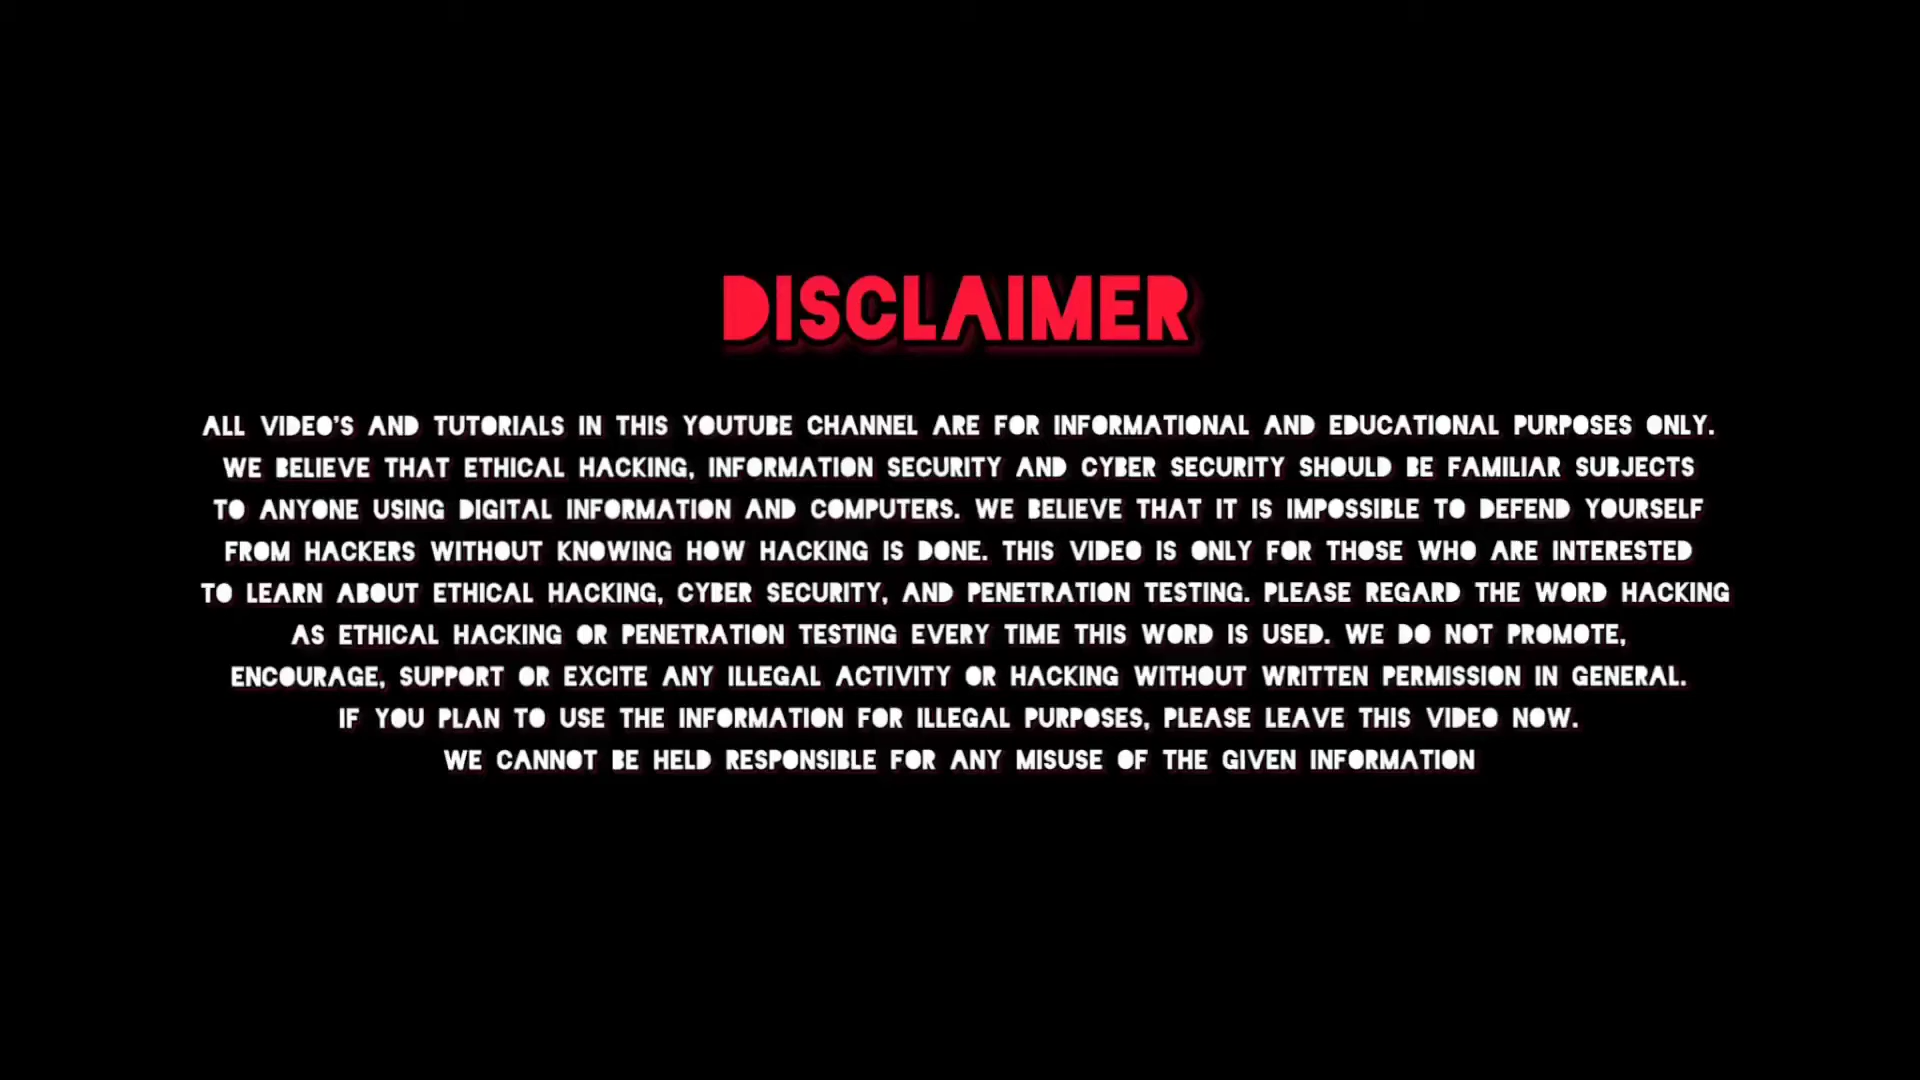 DISCLAIMER
ALL VIDEO'S AND TUTORIALS IN THIS YOUTUBE CHANNEL ARE FOR INFORMATIONAL AND EDUCATIONAL PURPOSES ONLY.
WE BELIEVE THAT ETHICAL HACKING, INFORMATION SECURITY AND CYBER SECURITY SHOULD BE FAMILIAR SUBJECTS
TO ANYONE USING DIGITAL INFORMATION AND COMPUTERS. WE BELIEVE THAT IT IS IMPOSSIBLE TO DEFEND YOURSELF
FROM HACKERS WITHOUT KNOWING HOW HACKING IS DONE. THIS VIDEO IS ONLY FOR THOSE WHO ARE INTERESTED
TO LEARN ABOUT ETHICAL HACKING, CYBER SECURITY, AND PENETRATION TESTING. PLEASE REGARD THE WORD HACKING
AS ETHICAL HACKING OR PENETRATION TESTING EVERY TIME THIS WORD IS USED. WE DO NOT PROMOTE,
ENCOURAGE, SUPPORT OR EXCITE ANY ILLEGAL ACTIVITY OR HACKING WITHOUT WRITTEN PERMISSION IN GENERAL.
IF YOU PLAN TO USE THE INFORMATION FOR ILLEGAL PURPOSES, PLEASE LEAVE THIS VIDEO NOW.
WE CANNOT BE HELD RESPONSIBLE FOR ANY MISUSE OF THE GIVEN INFORMATION